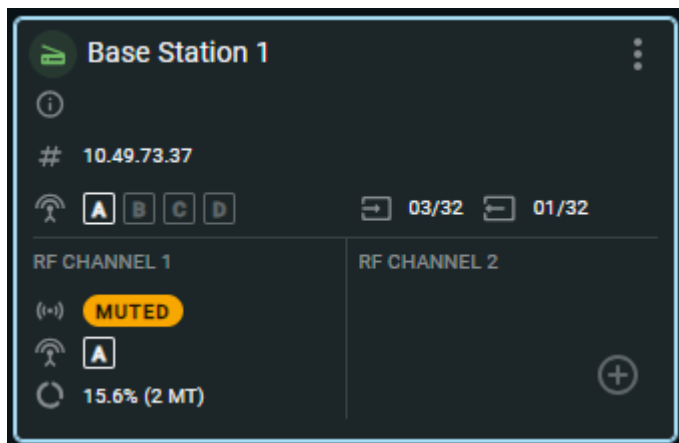 Base Station 1
# 10.49.73.37
A B C D 03/32 01/32
RF CHANNEL 1 RF CHANNEL 2
MUTED
A
15.6% (2 MT)